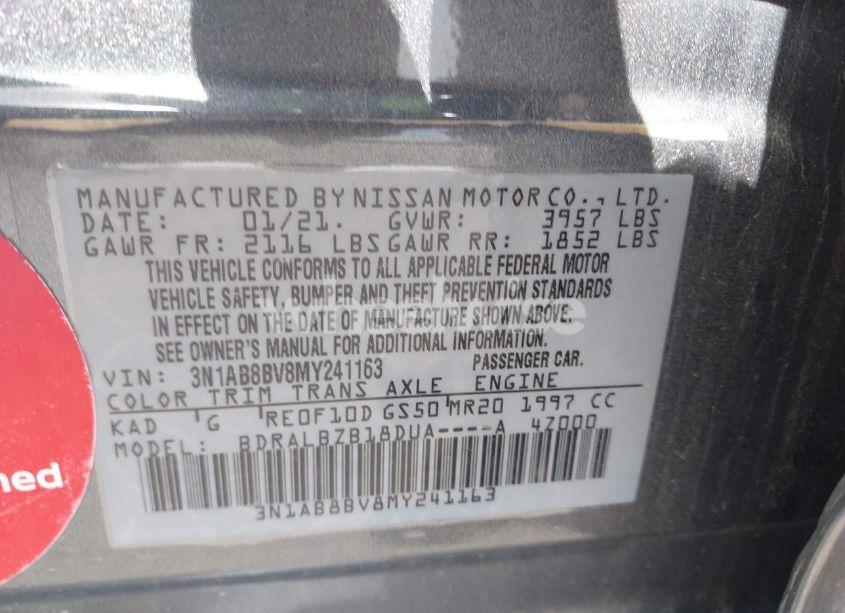 MANUFACTURED BY NISSAN MOTOR CO., LTD.
DATE: 01/21. GVWR: 3957 LBS
GAWR FR: 2116 LBS GAWR RR: 1852 LBS
THIS VEHICLE CONFORMS TO ALL APPLICABLE FEDERAL MOTOR
VEHICLE SAFETY, BUMPER AND THEFT PREVENTION STANDARDS
IN EFFECT ON THE DATE OF MANUFACTURE SHOWN ABOVE.
SEE OWNER'S MANUAL FOR ADDITIONAL INFORMATION.
VIN: 3N1AB8BV8MY241163 PASSENGER CAR.
COLOR TRIM TRANS AXLE ENGINE
KAD G RE0F10D GS50 MR20 1997 CC
MODEL: BDRALBZB18DUA----A 4Z000
3N1AB8BV8MY241163
ned